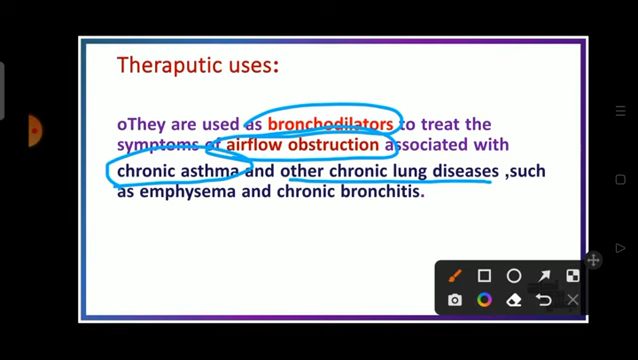 Theraputic uses:
oThey are used as bronchodilators to treat the
symptoms of airflow obstruction associated with
chronic asthma and other chronic lung diseases ,such
as emphysema and chronic bronchitis.